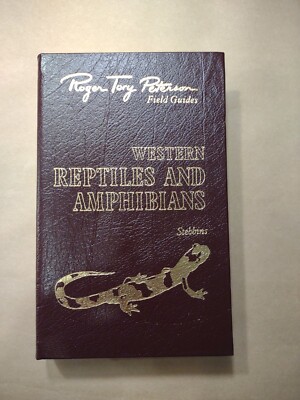 Roger Tory Peterson
Field Guides
WESTERN
REPTILES AND
AMPHIBIANS
Stebbins